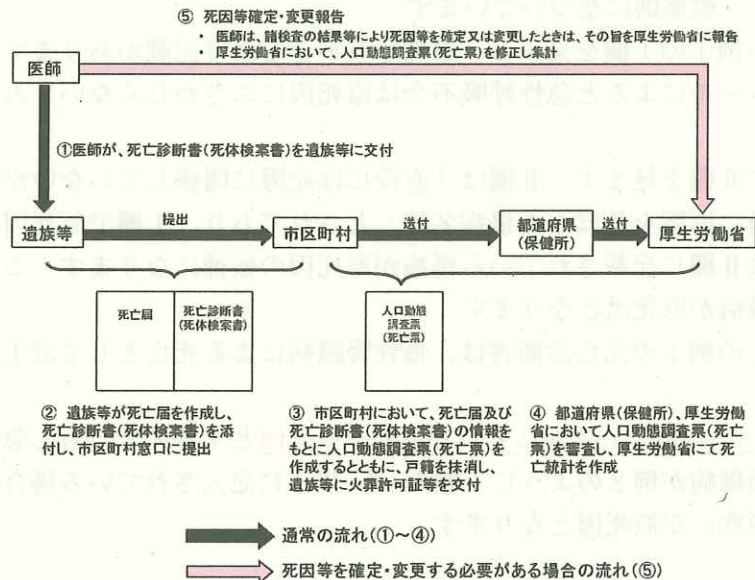 ⑤ 死因等確定・変更報告
・ 医師は、諸検査の結果等により死因等を確定又は変更したときは、その旨を厚生労働省に報告
厚生労働省において、人口動態調査票(死亡票)を修正し集計
医師
①医師が、死亡診断書(死体検案書)を遺族等に交付
遺族等
提出
市区町村
送付
都道府県
(保健所)
送付
厚生労働省
死亡届
死亡診断書
(死体検案書)
人口動態
調査票
(死亡票)
② 遺族等が死亡届を作成し、
死亡診断書(死体検案書)を添
付し、市区町村窓口に提出
③ 市区町村において、死亡届及び
死亡診断書(死体検案書)の情報を
もとに人口動態調査票(死亡票)を
作成するとともに、戸籍を抹消し、
遺族等に火葬許可証等を交付
④ 都道府県(保健所)、厚生労働
省において人口動態調査票(死亡
票)を審査し、厚生労働省にて死
亡統計を作成
通常の流れ(①～④)
死因等を確定・変更する必要がある場合の流れ(⑤)